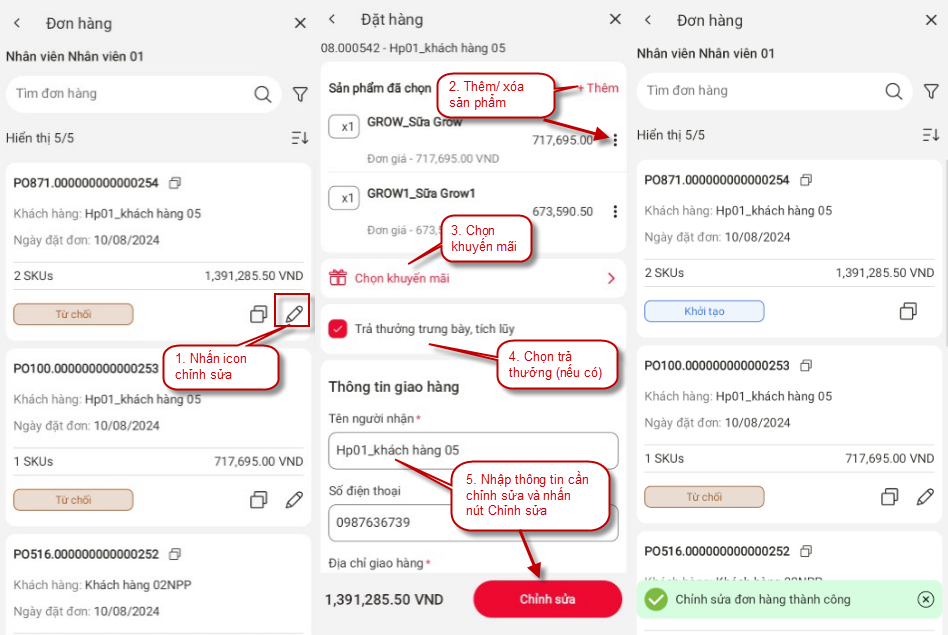 Đơn hàng
Nhân viên Nhân viên 01
Tìm đơn hàng
Hiển thị 5/5
PO871.000000000000254
Khách hàng: Hp01_khách hàng 05
Ngày đặt đơn: 10/08/2024
2 SKUs 1,391,285.50 VND
Từ chối
1. Nhấn icon
chỉnh sửa
PO100.000000000000253
Khách hàng: Hp01_khách hàng 05
Ngày đặt đơn: 10/08/2024
1 SKUs 717,695.00 VND
Từ chối
PO516.000000000000252
Khách hàng: Khách hàng 02NPP
Ngày đặt đơn: 10/08/2024
Đặt hàng
08.000542 - Hp01_khách hàng 05
Sản phẩm đã chọn + Thêm
2. Thêm/ xóa
sản phẩm
x1 GROW_Sữa Grow
717,695.00
Đơn giá - 717,695.00 VND
x1 GROW1_Sữa Grow1
673,590.50
Đơn giá - 673,5
3. Chọn
khuyến mãi
Chọn khuyến mãi
Trả thưởng trưng bày, tích lũy
4. Chọn trả
thưởng (nếu có)
Thông tin giao hàng
Tên người nhận*
Hp01_khách hàng 05
5. Nhập thông tin cần
chỉnh sửa và nhấn
nút Chỉnh sửa
Số điện thoại
0987636739
Địa chỉ giao hàng*
1,391,285.50 VND Chỉnh sửa
Đơn hàng
Nhân viên Nhân viên 01
Tìm đơn hàng
Hiển thị 5/5
PO871.000000000000254
Khách hàng: Hp01_khách hàng 05
Ngày đặt đơn: 10/08/2024
2 SKUs 1,391,285.50 VND
Khởi tạo
PO100.000000000000253
Khách hàng: Hp01_khách hàng 05
Ngày đặt đơn: 10/08/2024
1 SKUs 717,695.00 VND
Từ chối
PO516.000000000000252
Khách hàng: Khách hàng 02NPP
Chỉnh sửa đơn hàng thành công